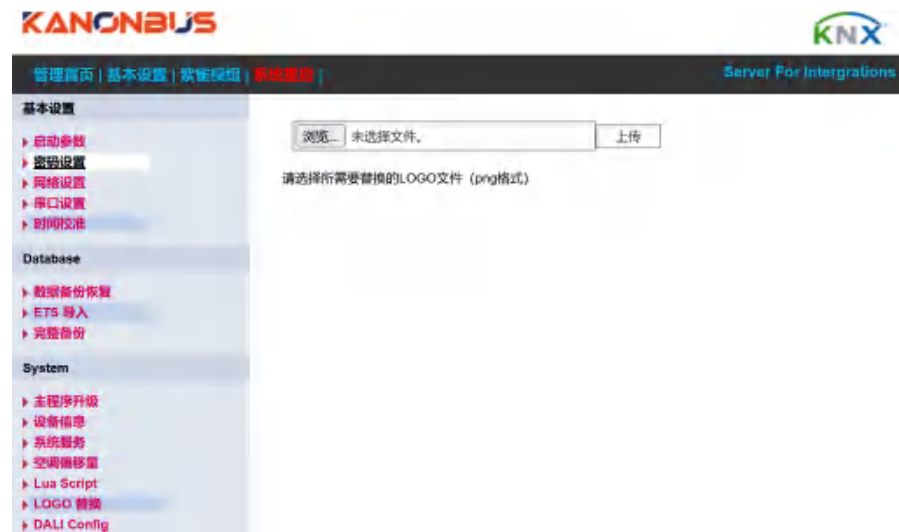 KANONBUS
KNX
管理首页 | 基本设置 | 软件授权 | 系统重启 |
Server For Intergrations
基本设置
启动参数
密码设置
网络设置
串口设置
时间校准
Database
数据备份恢复
ETS 导入
完整备份
System
主程序升级
设备信息
系统服务
空调偏移量
Lua Script
LOGO 替换
DALI Config
浏览… 未选择文件。 上传
请选择所需要替换的LOGO文件（png格式）